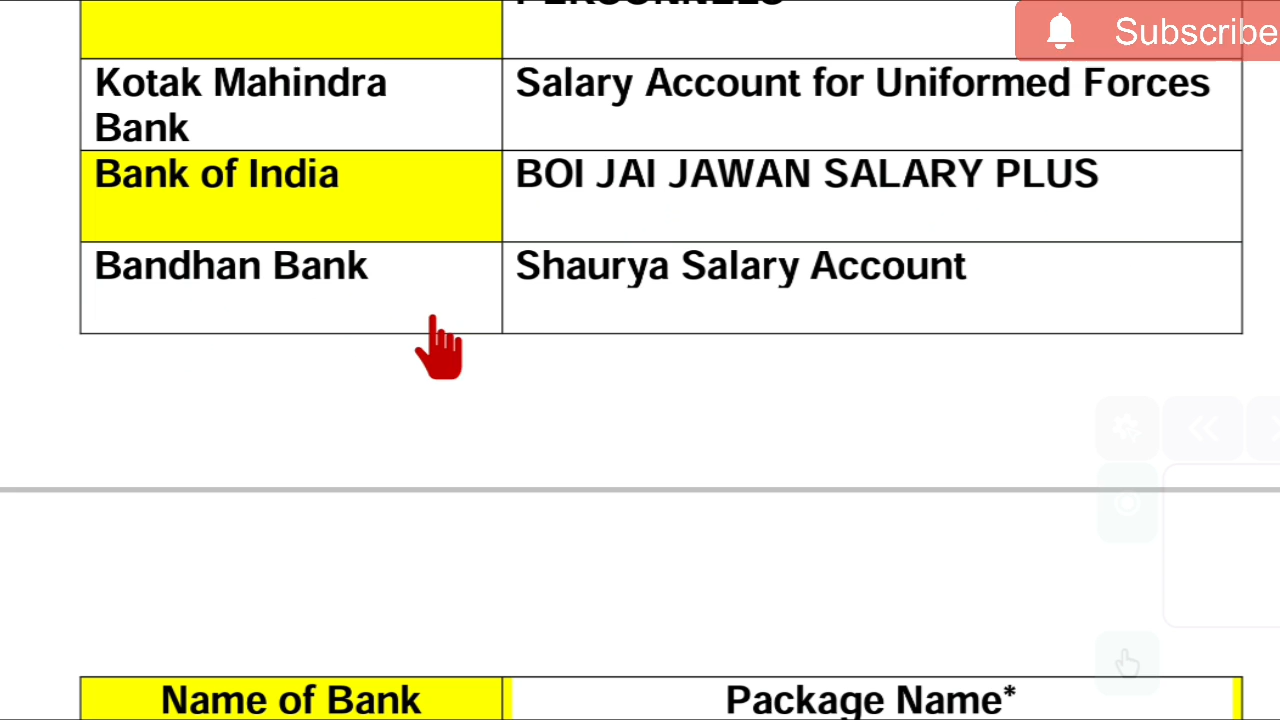 Subscribe
Kotak Mahindra Salary Account for Uniformed Forces
Bank
Bank of India BOI JAI JAWAN SALARY PLUS
Bandhan Bank Shaurya Salary Account
Name of Bank Package Name*